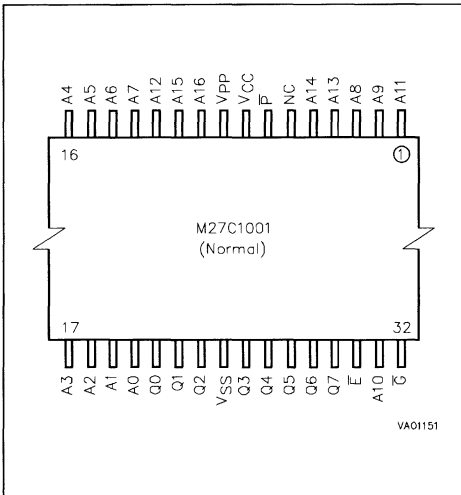 A4 A5 A6 A7 A12 A15 A16 VPP VCC P̅ NC A14 A13 A8 A9 A11
16 1
M27C1001
(Normal)
17 32
A3 A2 A1 A0 Q0 Q1 Q2 VSS Q3 Q4 Q5 Q6 Q7 E̅ A10 G̅
VA01151